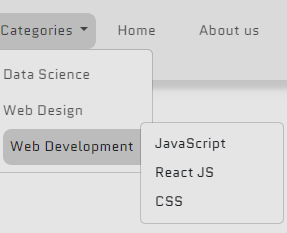 Categories Home About us
Data Science
Web Design
Web Development
JavaScript
React JS
CSS